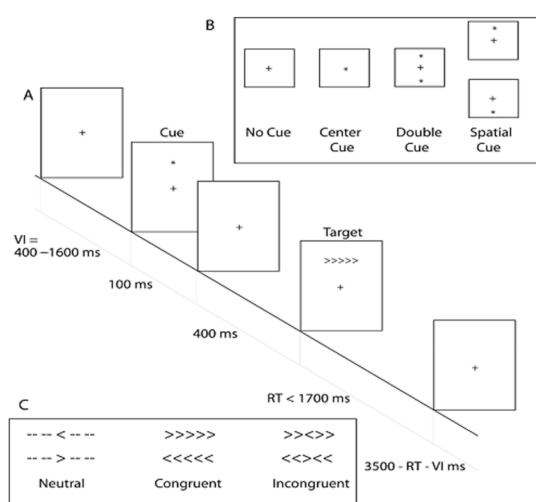 B
*
+
+
*
*
+
*
+
*
No Cue
Center Cue
Double Cue
Spatial Cue
A
+
Cue
*
+
+
Target
>>>>>
+
+
VI =
400 –1600 ms
100 ms
400 ms
RT < 1700 ms
3500 - RT - VI ms
C
-- -- < -- --
>>>>>
>><>>
-- -- > -- --
<<<<<
<<><<
Neutral
Congruent
Incongruent